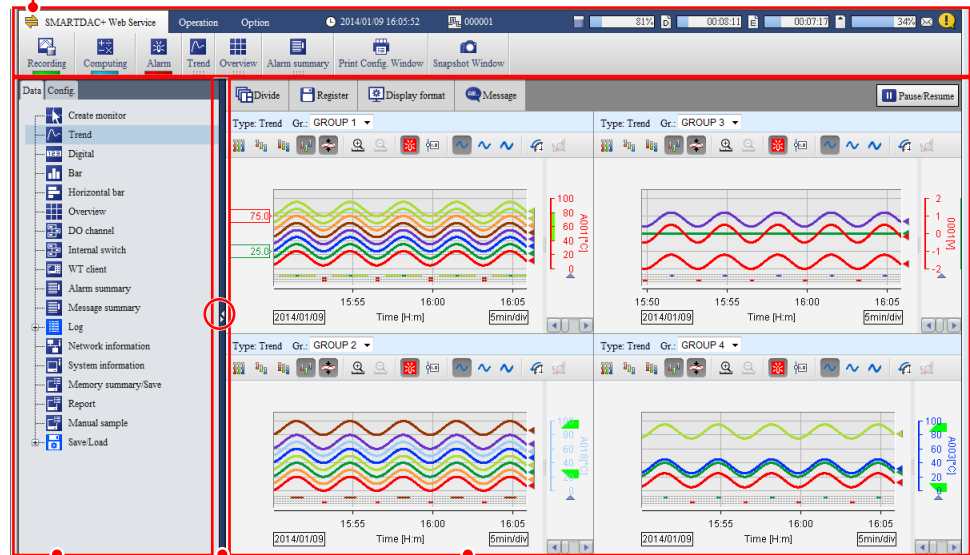 SMARTDAC+ Web Service Operation Option 2014/01/09 16:05:52 000001 81% D 00:08:11 E 00:07:17 34%
Recording Computing Alarm Trend Overview Alarm summary Print Config. Window Snapshot Window
Data Config.
Create monitor
Trend
Digital
Bar
Horizontal bar
Overview
DO channel
Internal switch
WT client
Alarm summary
Message summary
Log
Network information
System information
Memory summary/Save
Report
Manual sample
Save/Load
Divide Register Display format Message Pause/Resume
Type: Trend Gr.: GROUP 1
75.0
25.0
100
80
60
40
20
0
A001[°C]
15:55 16:00 16:05
2014/01/09 Time [H:m] 5min/div
Type: Trend Gr.: GROUP 3
2
1
0
-1
-2
0001[M]
15:50 15:55 16:00 16:05
2014/01/09 Time [H:m] 5min/div
Type: Trend Gr.: GROUP 2
100
80
60
40
A018[°C]
15:55 16:00 16:05
2014/01/09 Time [H:m] 5min/div
Type: Trend Gr.: GROUP 4
100
80
60
40
20
0
A003[°C]
15:55 16:00 16:05
2014/01/09 Time [H:m] 5min/div